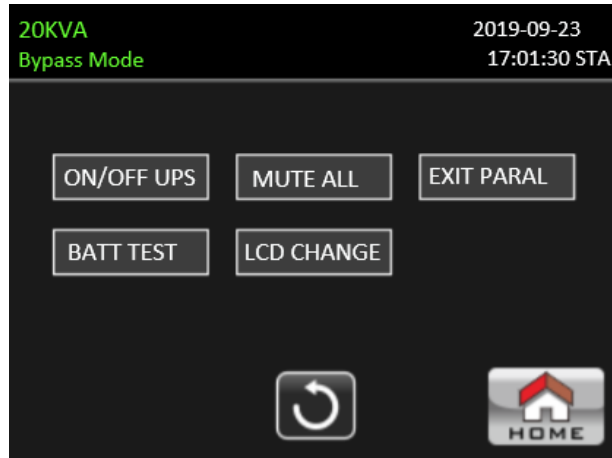 20KVA
2019-09-23
Bypass Mode
17:01:30 STA
ON/OFF UPS
MUTE ALL
EXIT PARAL
BATT TEST
LCD CHANGE
HOME